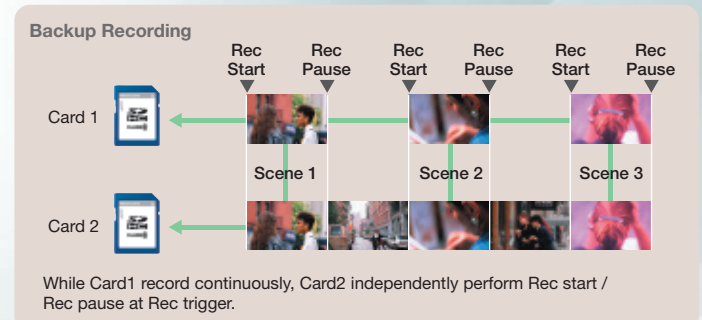 Backup Recording
Rec Start
Rec Pause
Rec Start
Rec Pause
Rec Start
Rec Pause
Card 1
Scene 1
Scene 2
Scene 3
Card 2
While Card1 record continuously, Card2 independently perform Rec start /
Rec pause at Rec trigger.